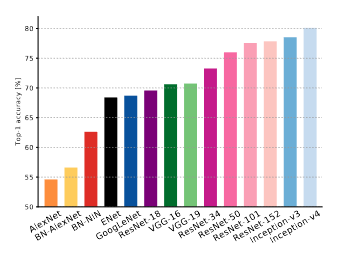 Top-1 accuracy [%]
80
75
70
65
60
55
50
AlexNet
BN-AlexNet
BN-NIN
ENet
GoogLeNet
ResNet-18
VGG-16
VGG-19
ResNet-34
ResNet-50
ResNet-101
ResNet-152
Inception-v3
Inception-v4